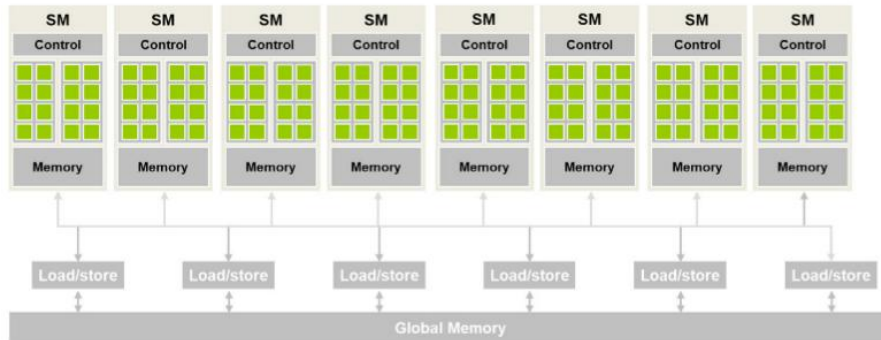 SM SM SM SM SM SM SM SM
Control Control Control Control Control Control Control Control
Memory Memory Memory Memory Memory Memory Memory Memory
Load/store Load/store Load/store Load/store Load/store Load/store
Global Memory